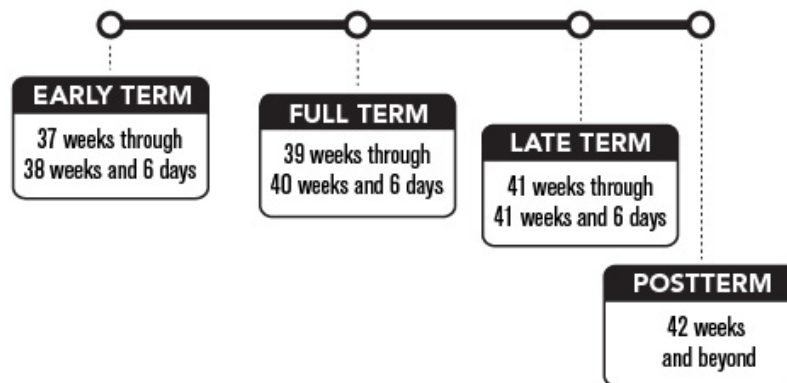 EARLY TERM
37 weeks through
38 weeks and 6 days
FULL TERM
39 weeks through
40 weeks and 6 days
LATE TERM
41 weeks through
41 weeks and 6 days
POSTTERM
42 weeks
and beyond